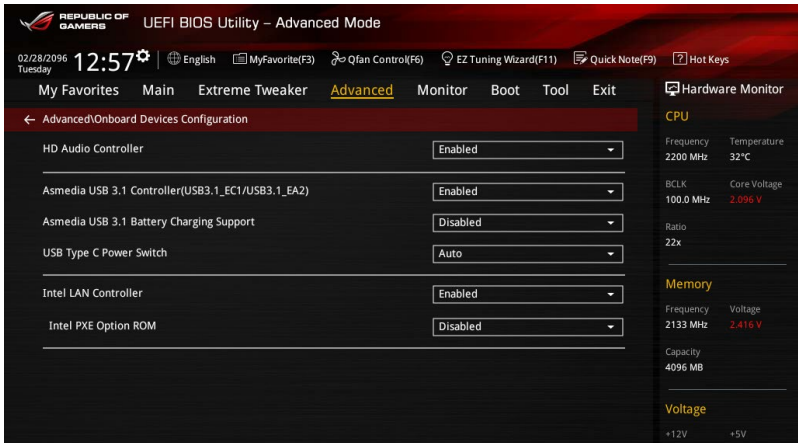 REPUBLIC OF
GAMERS
UEFI BIOS Utility – Advanced Mode
02/28/2096
Tuesday
12:57
English
MyFavorite(F3)
Qfan Control(F6)
EZ Tuning Wizard(F11)
Quick Note(F9)
? Hot Keys
My Favorites Main Extreme Tweaker Advanced Monitor Boot Tool Exit
← Advanced\Onboard Devices Configuration
HD Audio Controller Enabled
Asmedia USB 3.1 Controller(USB3.1_EC1/USB3.1_EA2) Enabled
Asmedia USB 3.1 Battery Charging Support Disabled
USB Type C Power Switch Auto
Intel LAN Controller Enabled
Intel PXE Option ROM Disabled
Hardware Monitor
CPU
Frequency Temperature
2200 MHz 32°C
BCLK Core Voltage
100.0 MHz 2.096 V
Ratio
22x
Memory
Frequency Voltage
2133 MHz 2.416 V
Capacity
4096 MB
Voltage
+12V +5V